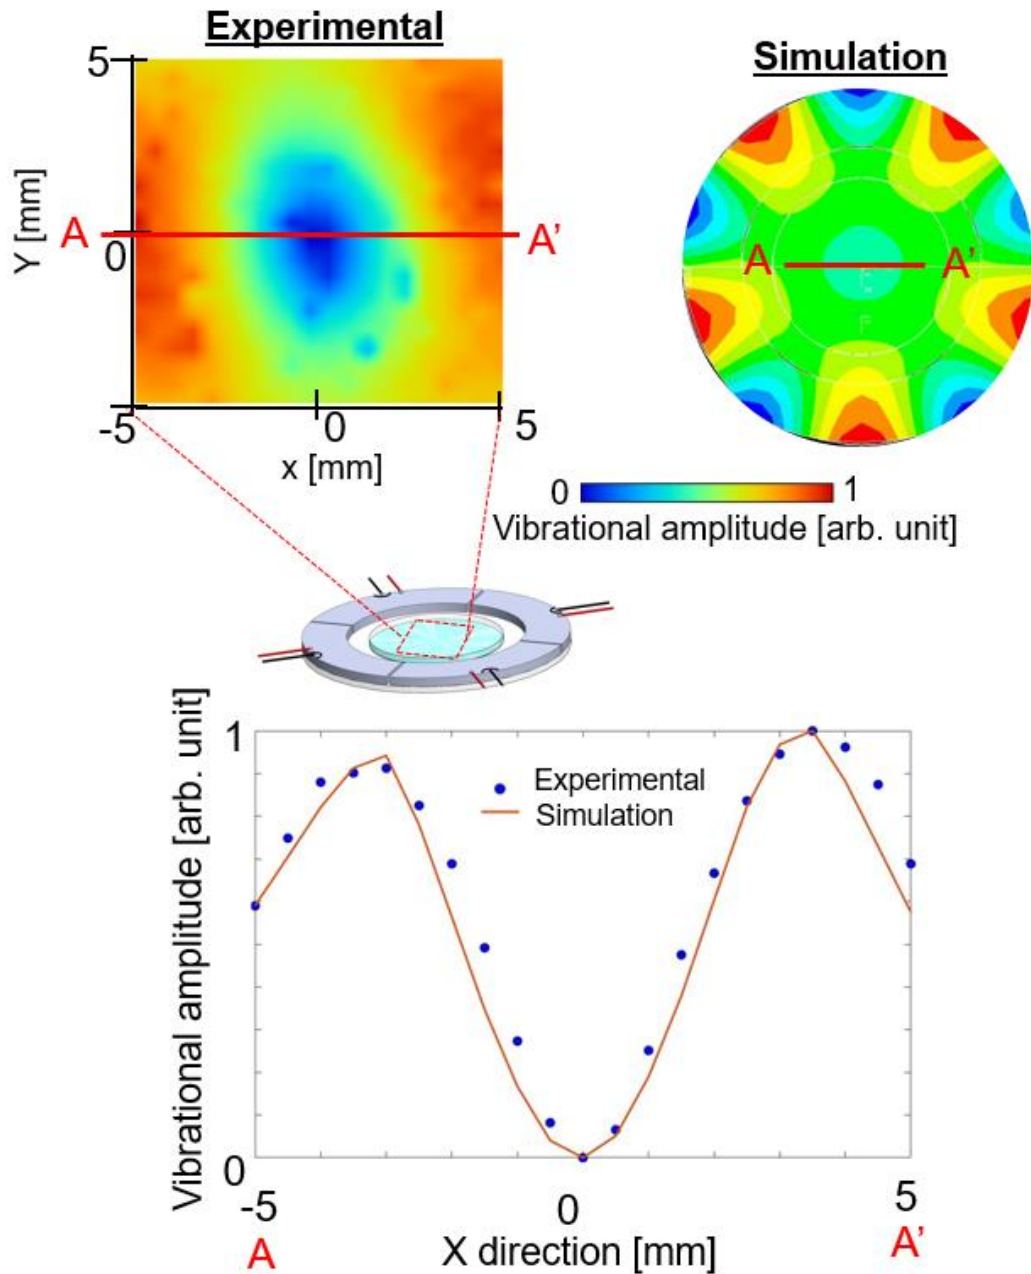 Experimental
Simulation
5
Y [mm]
A
A'
0
-5
0
5
x [mm]
A
A'
F
0
1
Vibrational amplitude [arb. unit]
1
Vibrational amplitude [arb. unit]
Experimental
Simulation
0
-5
0
5
A
X direction [mm]
A'